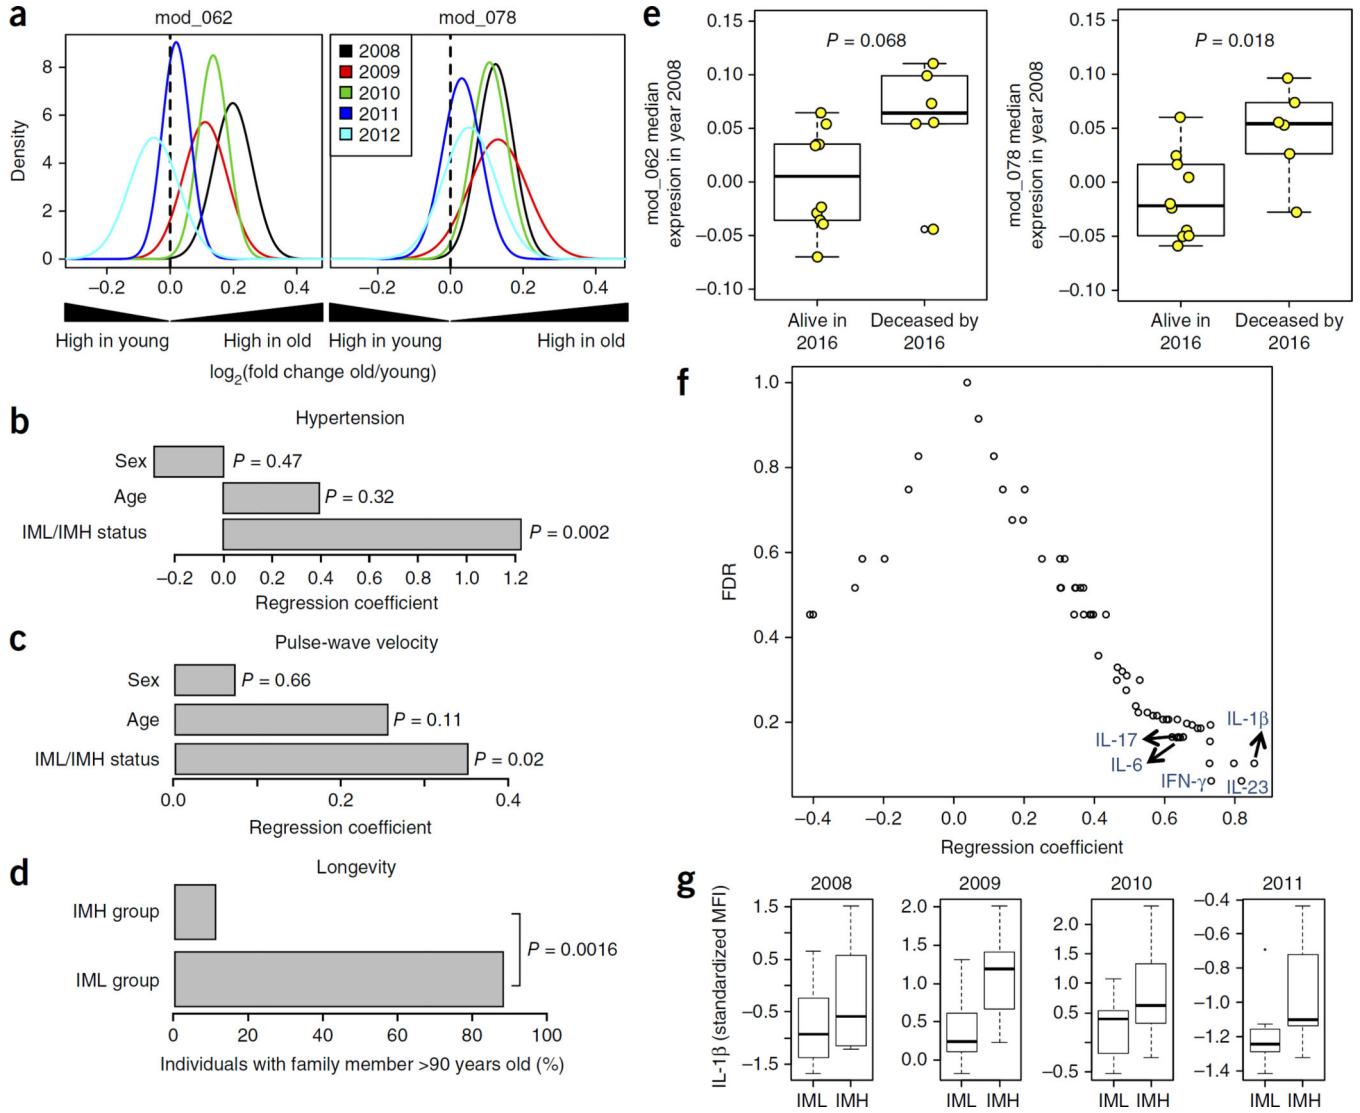 a
mod_062
mod_078
Density
8
6
4
2
0
2008
2009
2010
2011
2012
−0.2 0.0 0.2 0.4
−0.2 0.0 0.2 0.4
High in young High in old High in young High in old
log2(fold change old/young)
b
Hypertension
Sex P = 0.47
Age P = 0.32
IML/IMH status P = 0.002
−0.2 0.0 0.2 0.4 0.6 0.8 1.0 1.2
Regression coefficient
c
Pulse-wave velocity
Sex P = 0.66
Age P = 0.11
IML/IMH status P = 0.02
0.0 0.2 0.4
Regression coefficient
d
Longevity
IMH group
IML group
P = 0.0016
0 20 40 60 80 100
Individuals with family member >90 years old (%)
e
mod_062 median
expresion in year 2008
0.15
0.10
0.05
0.00
−0.05
−0.10
P = 0.068
Alive in
2016
Deceased by
2016
mod_078 median
expresion in year 2008
0.15
0.10
0.05
0.00
−0.05
−0.10
P = 0.018
Alive in
2016
Deceased by
2016
f
FDR
1.0
0.8
0.6
0.4
0.2
IL-17
IL-6
IFN-γ
IL-1β
IL-23
−0.4 −0.2 0.0 0.2 0.4 0.6 0.8
Regression coefficient
g
IL-1β (standardized MFI)
2008
1.5
0.5
−0.5
−1.5
IML IMH
2009
2.0
1.5
1.0
0.5
0.0
IML IMH
2010
2.0
1.0
0.5
−0.5
IML IMH
2011
−0.4
−0.6
−0.8
−1.0
−1.2
−1.4
IML IMH